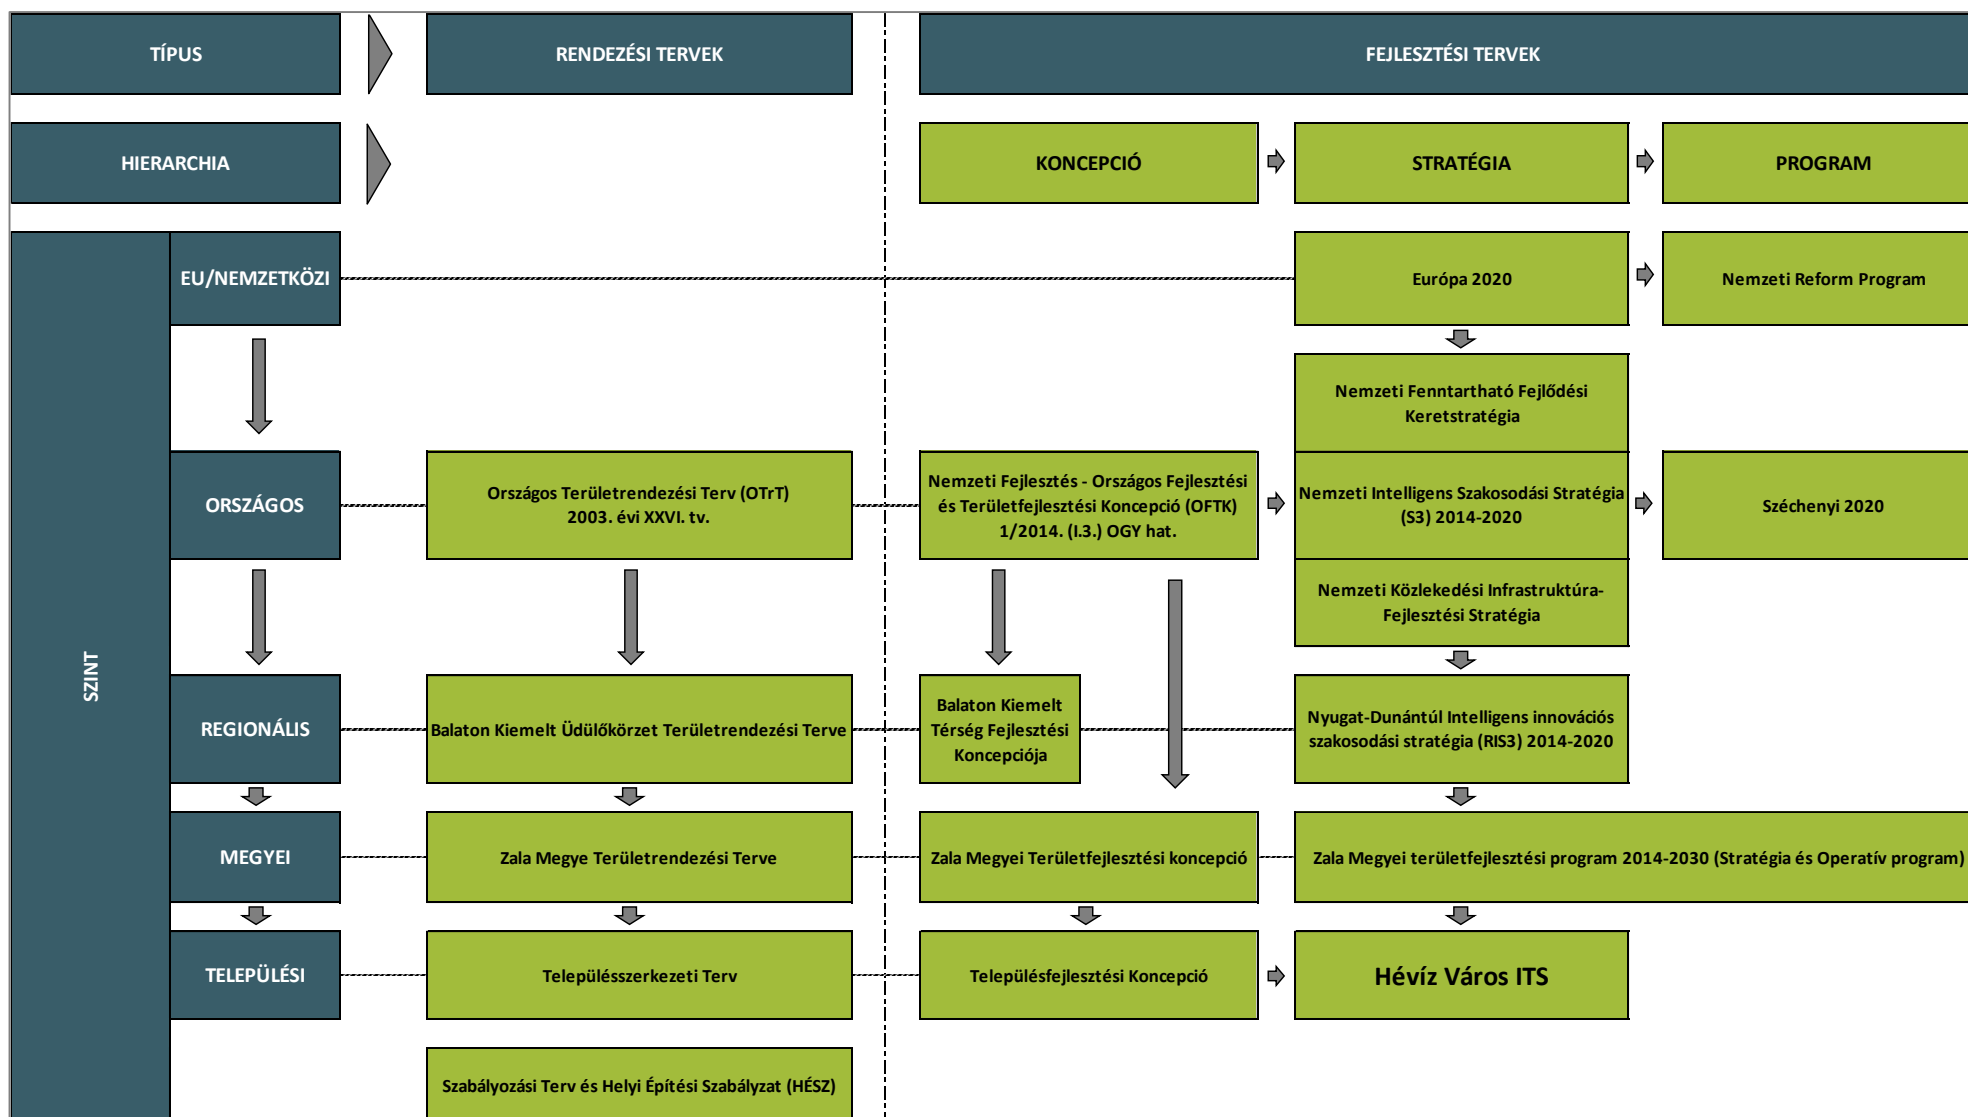 TÍPUS
RENDEZÉSI TERVEK
FEJLESZTÉSI TERVEK
HIERARCHIA
KONCEPCIÓ
STRATÉGIA
PROGRAM
SZINT
EU/NEMZETKÖZI
Európa 2020
Nemzeti Reform Program
Nemzeti Fenntartható Fejlődési
Keretstratégia
ORSZÁGOS
Országos Területrendezési Terv (OTrT)
2003. évi XXVI. tv.
Nemzeti Fejlesztés - Országos Fejlesztési
és Területfejlesztési Koncepció (OFTK)
1/2014. (I.3.) OGY hat.
Nemzeti Intelligens Szakosodási Stratégia
(S3) 2014-2020
Széchenyi 2020
Nemzeti Közlekedési Infrastruktúra-
Fejlesztési Stratégia
REGIONÁLIS
Balaton Kiemelt Üdülőkörzet Területrendezési Terve
Balaton Kiemelt
Térség Fejlesztési
Koncepciója
Nyugat-Dunántúl Intelligens innovációs
szakosodási stratégia (RIS3) 2014-2020
MEGYEI
Zala Megye Területrendezési Terve
Zala Megyei Területfejlesztési koncepció
Zala Megyei területfejlesztési program 2014-2030 (Stratégia és Operatív program)
TELEPÜLÉSI
Településszerkezeti Terv
Településfejlesztési Koncepció
Hévíz Város ITS
Szabályozási Terv és Helyi Építési Szabályzat (HÉSZ)